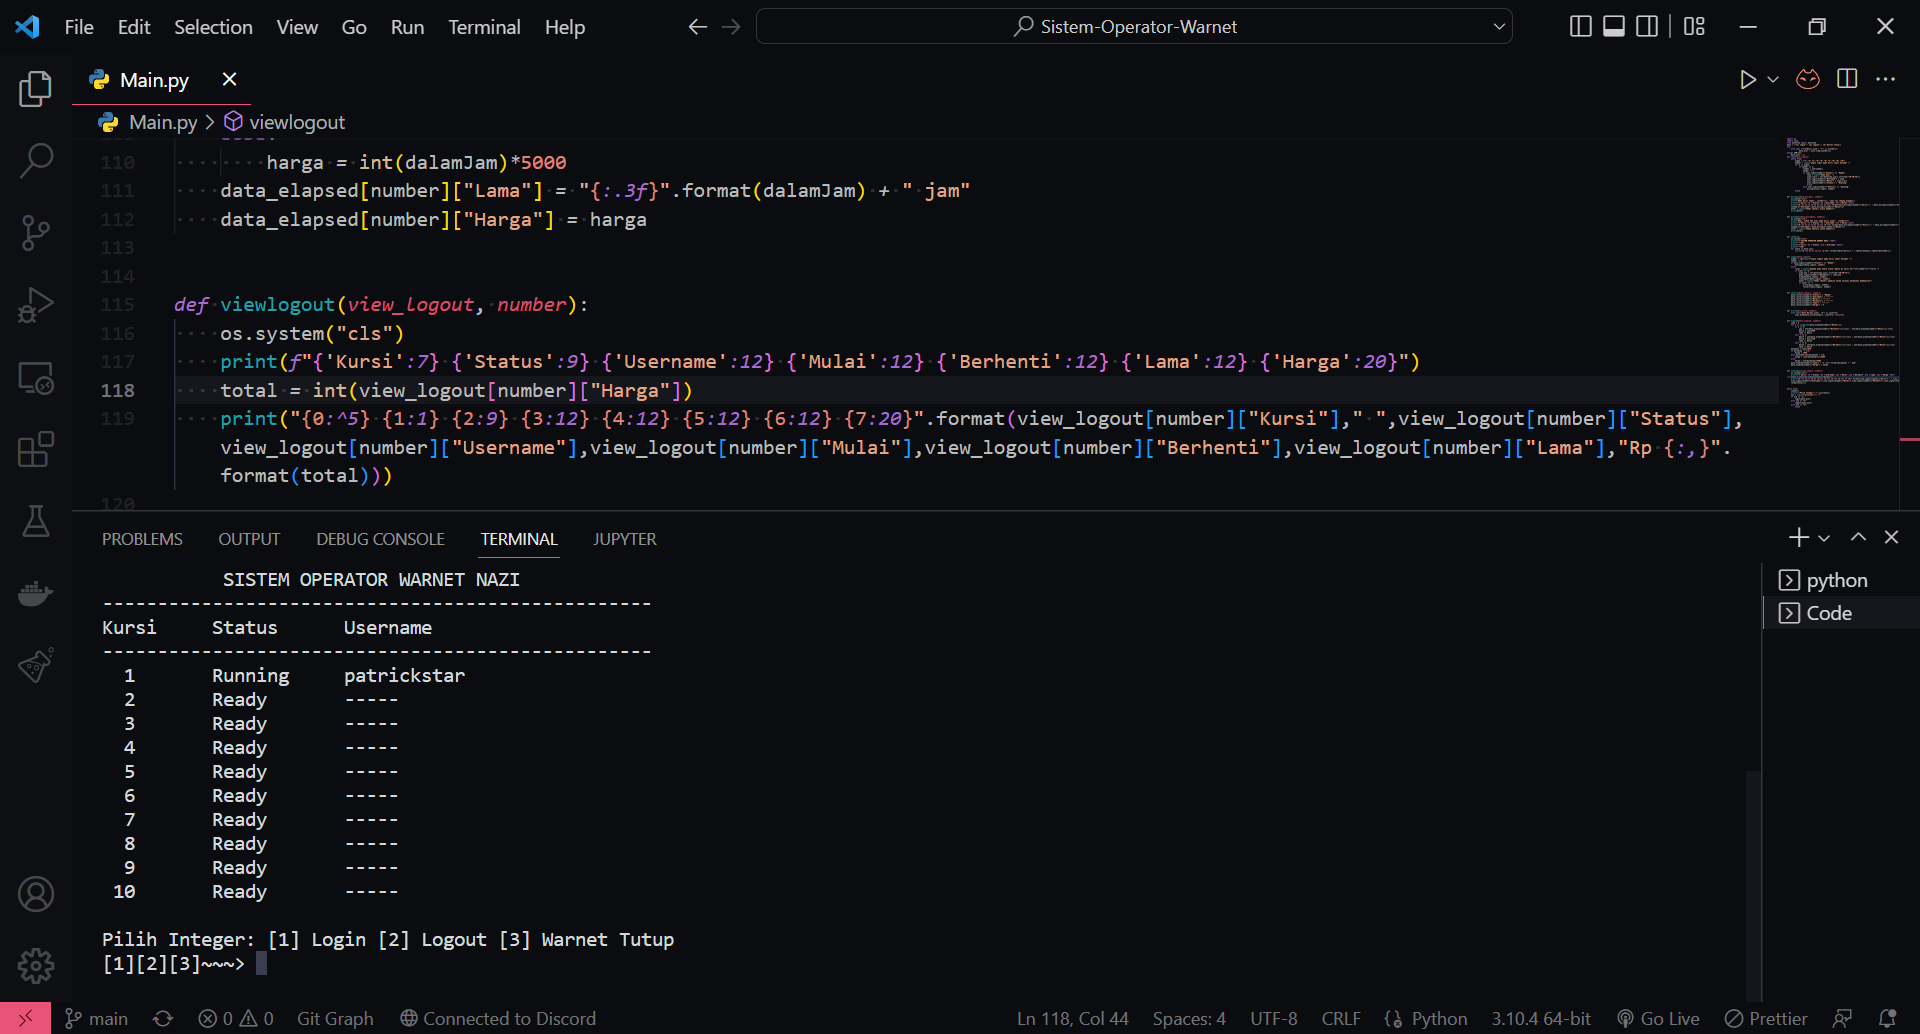 File Edit Selection View Go Run Terminal Help
Sistem-Operator-Warnet
Main.py
Main.py > viewlogout
110 harga = int(dalamJam)*5000
111 data_elapsed[number]["Lama"] = "{:.3f}".format(dalamJam) + " jam"
112 data_elapsed[number]["Harga"] = harga
113
114
115 def viewlogout(view_logout, number):
116 os.system("cls")
117 print(f"{'Kursi':7} {'Status':9} {'Username':12} {'Mulai':12} {'Berhenti':12} {'Lama':12} {'Harga':20}")
118 total = int(view_logout[number]["Harga"])
119 print("{0:^5} {1:1} {2:9} {3:12} {4:12} {5:12} {6:12} {7:20}".format(view_logout[number]["Kursi"]," ",view_logout[number]["Status"],
view_logout[number]["Username"],view_logout[number]["Mulai"],view_logout[number]["Berhenti"],view_logout[number]["Lama"],"Rp {:,}".
format(total)))
120
PROBLEMS OUTPUT DEBUG CONSOLE TERMINAL JUPYTER
SISTEM OPERATOR WARNET NAZI
--------------------------------------------------
Kursi Status Username
--------------------------------------------------
1 Running patrickstar
2 Ready -----
3 Ready -----
4 Ready -----
5 Ready -----
6 Ready -----
7 Ready -----
8 Ready -----
9 Ready -----
10 Ready -----
Pilih Integer: [1] Login [2] Logout [3] Warnet Tutup
[1][2][3]~~~>
python
Code
main 0 0 Git Graph Connected to Discord Ln 118, Col 44 Spaces: 4 UTF-8 CRLF Python 3.10.4 64-bit Go Live Prettier